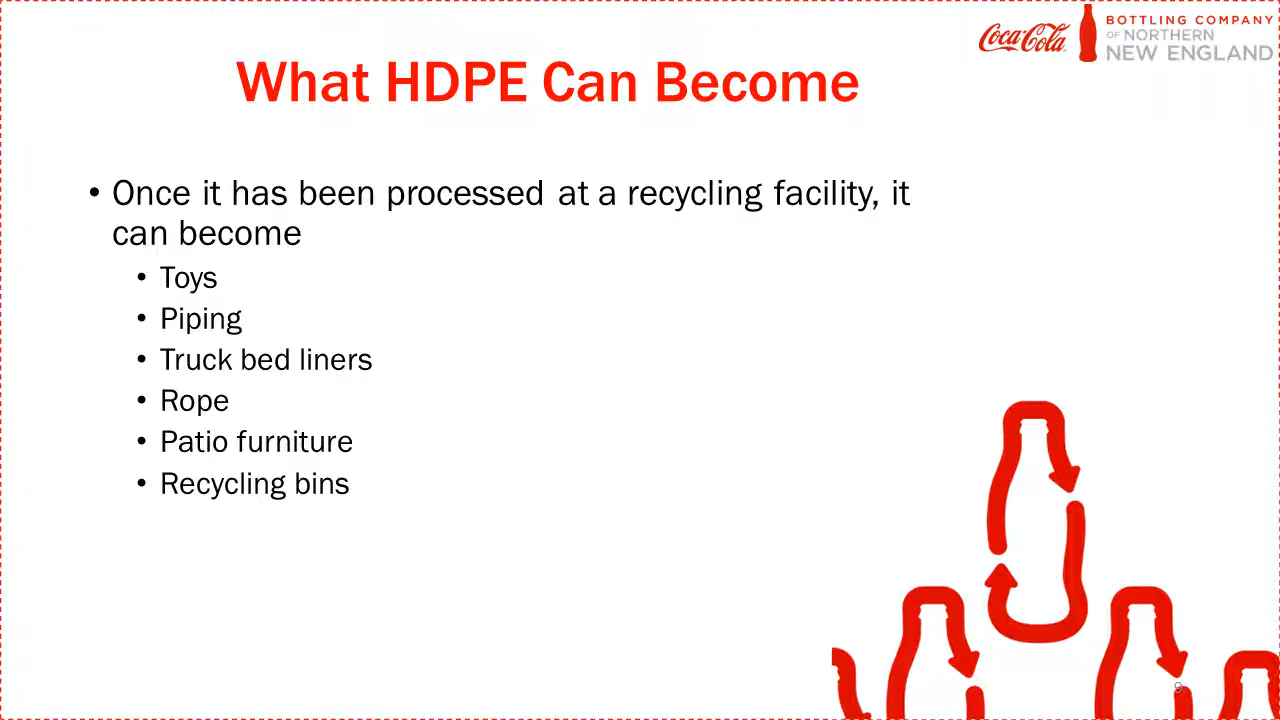 Coca-Cola
BOTTLING COMPANY
OF NORTHERN
NEW ENGLAND
What HDPE Can Become
• Once it has been processed at a recycling facility, it
can become
• Toys
• Piping
• Truck bed liners
• Rope
• Patio furniture
• Recycling bins
9